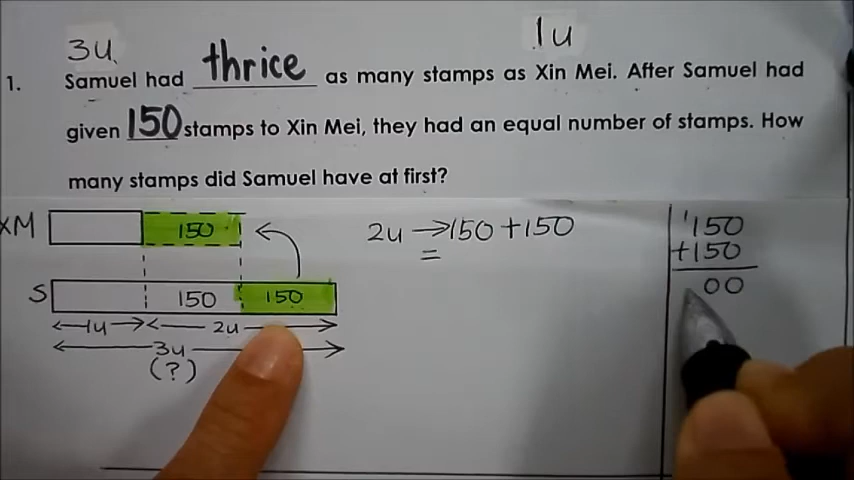 3u 1u
1. Samuel had thrice as many stamps as Xin Mei. After Samuel had
given 150 stamps to Xin Mei, they had an equal number of stamps. How
many stamps did Samuel have at first?
XM 150
S 150 150
1u 2u
3u
(?)
2u → 150 + 150
=
1
150
+150
00